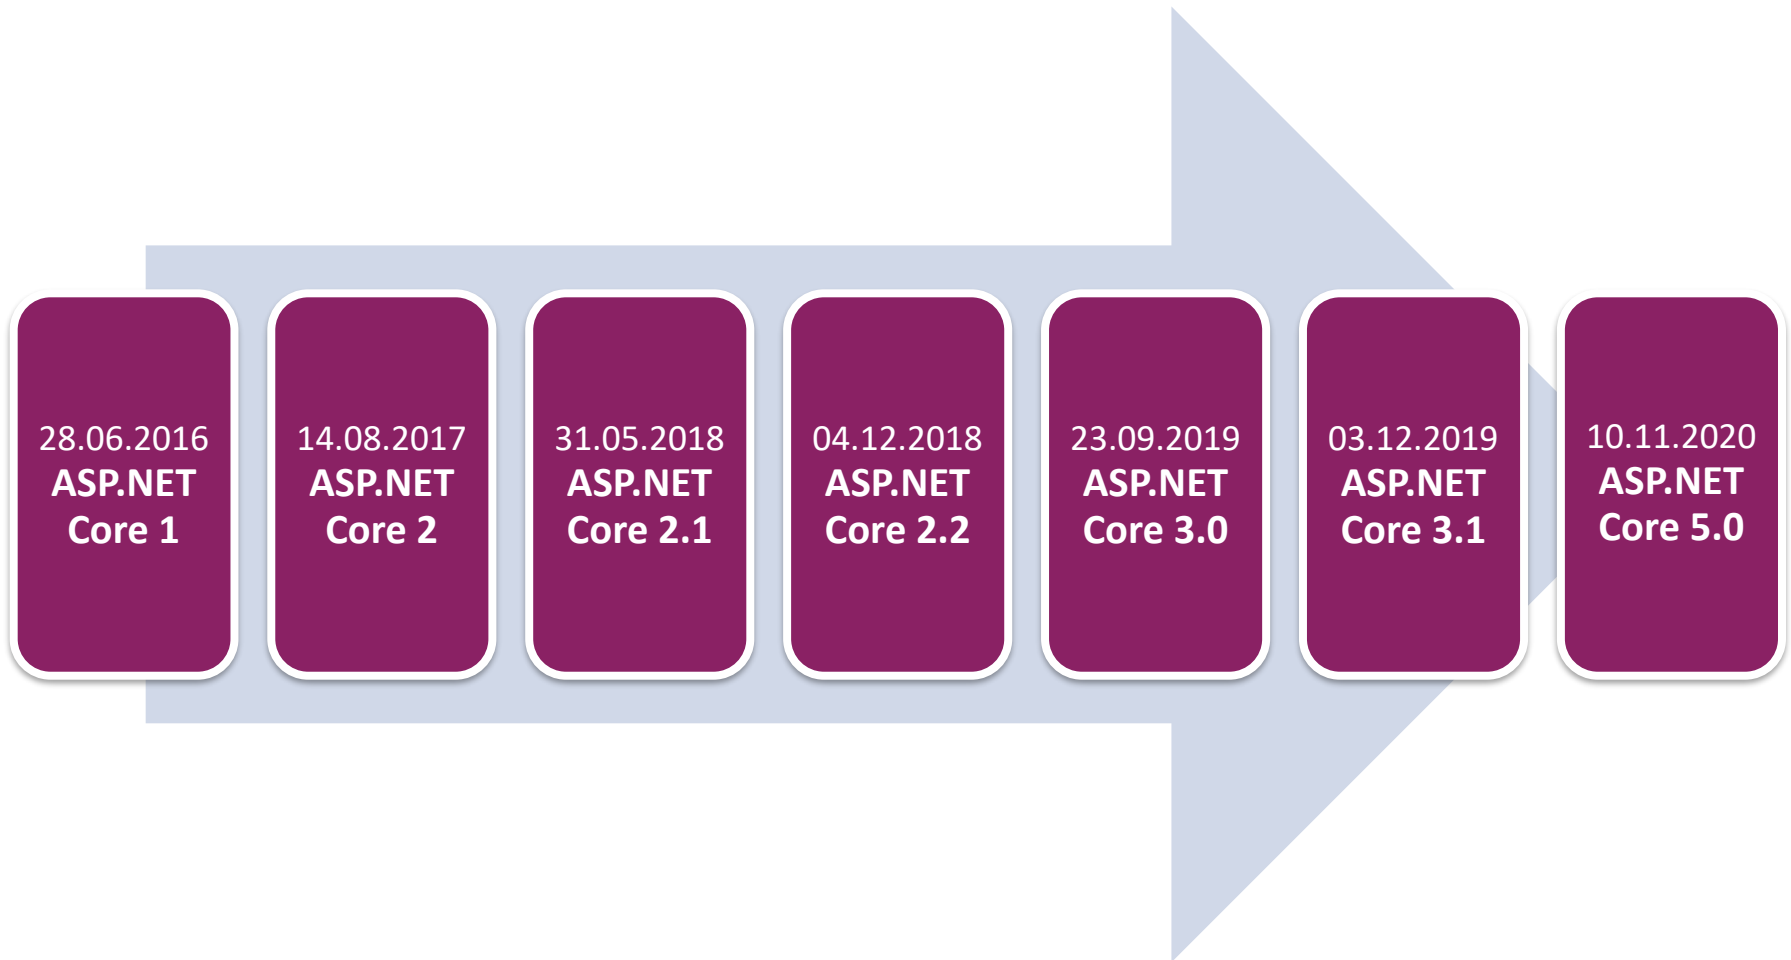 28.06.2016
ASP.NET
Core 1
14.08.2017
ASP.NET
Core 2
31.05.2018
ASP.NET
Core 2.1
04.12.2018
ASP.NET
Core 2.2
23.09.2019
ASP.NET
Core 3.0
03.12.2019
ASP.NET
Core 3.1
10.11.2020
ASP.NET
Core 5.0